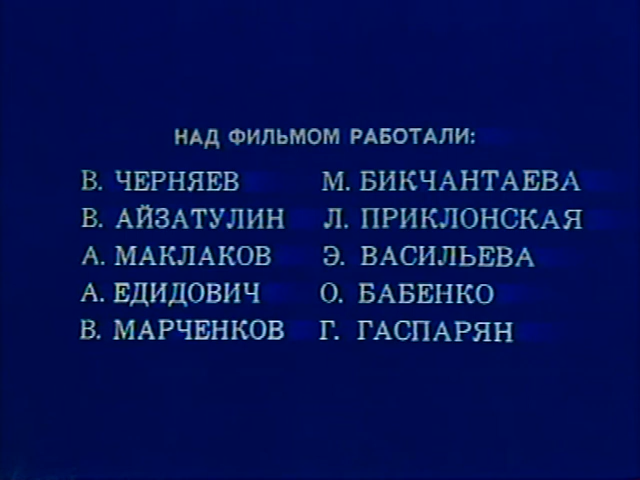 НАД ФИЛЬМОМ РАБОТАЛИ:
В. ЧЕРНЯЕВ М. БИКЧАНТАЕВА
В. АЙЗАТУЛИН Л. ПРИКЛОНСКАЯ
А. МАКЛАКОВ Э. ВАСИЛЬЕВА
А. ЕДИДОВИЧ О. БАБЕНКО
В. МАРЧЕНКОВ Г. ГАСПАРЯН